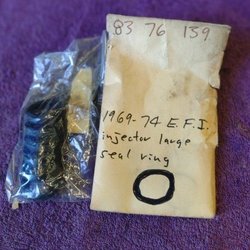 83 76 159
1969-74 E.F.I.
injector large
seal ring